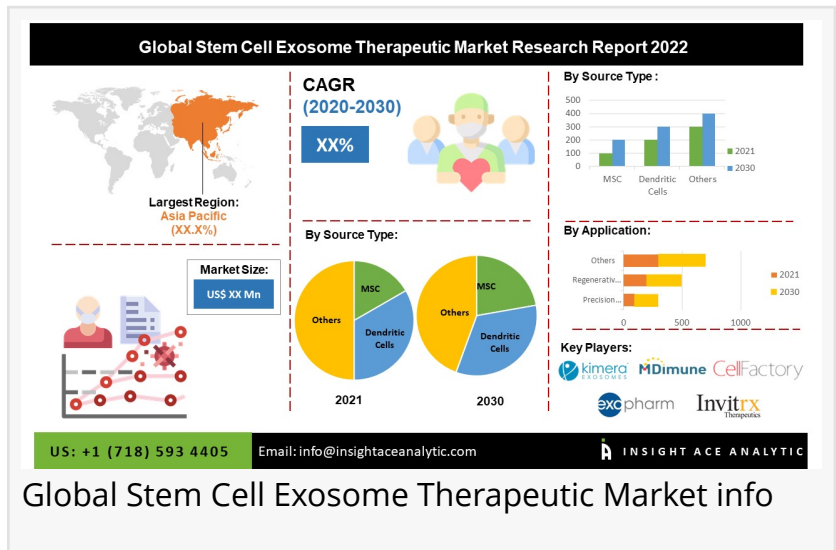 Global Stem Cell Exosome Therapeutic Market Research Report 2022
Largest Region:
Asia Pacific
(XX.X%)
CAGR
(2020-2030)
XX%
By Source Type :
500
400
300
200
100
0
MSC
Dendritic
Cells
Others
2021
2030
Market Size:
US$ XX Mn
By Source Type:
MSC
Dendritic
Cells
Others
2021
MSC
Dendritic
Cells
Others
2030
By Application:
Others
Regenerativ...
Precision...
0
500
1000
2021
2030
Key Players:
kimera
EXOSOMES
MDimune
CellFactory
exopharm
Invitrx
Therapeutics
US: +1 (718) 593 4405
Email: info@insightaceanalytic.com
INSIGHT ACE ANALYTIC
Global Stem Cell Exosome Therapeutic Market info